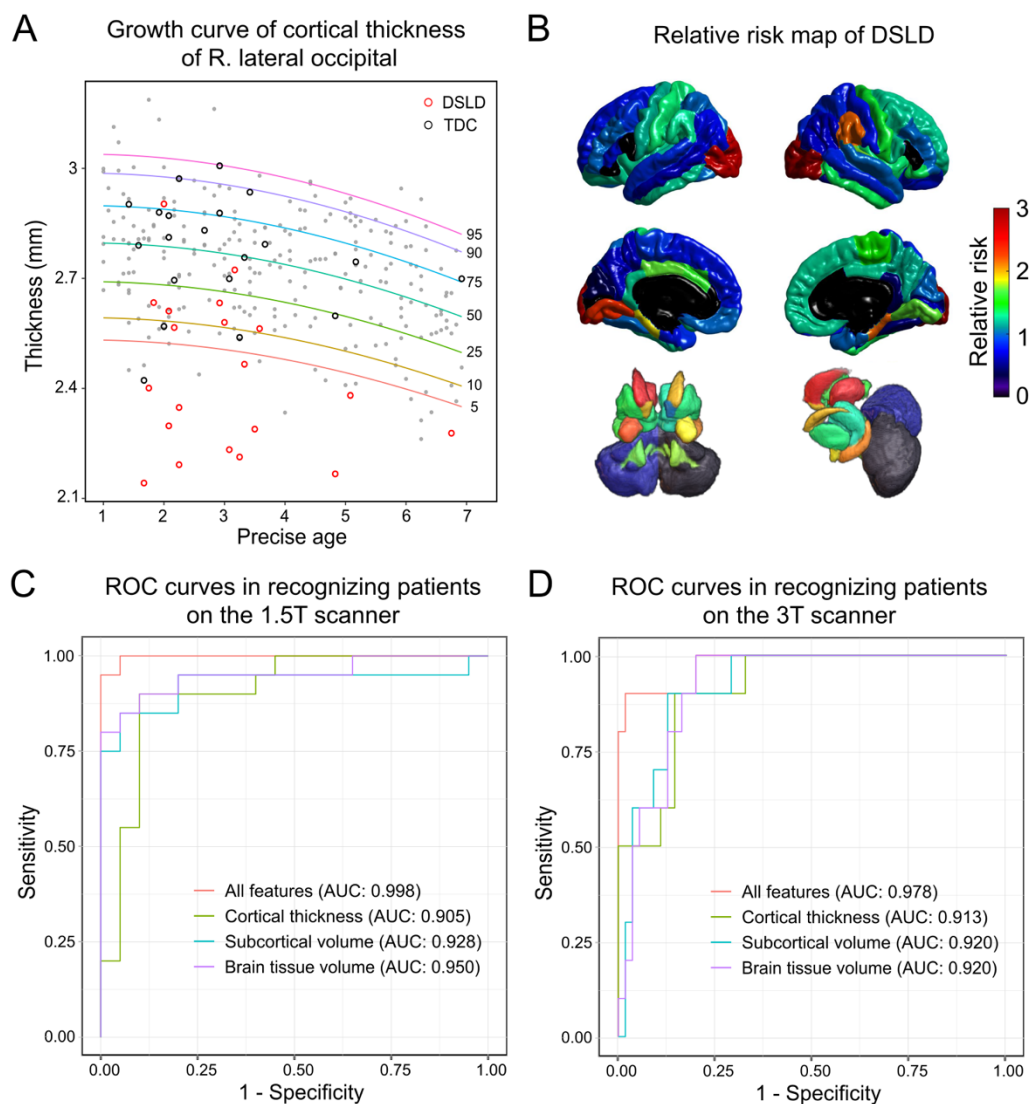 A
Growth curve of cortical thickness
of R. lateral occipital
DSLD
TDC
Thickness (mm)
3
2.7
2.4
2.1
95
90
75
50
25
10
5
1 2 3 4 5 6 7
Precise age
B
Relative risk map of DSLD
3
2
1
0
Relative risk
C
ROC curves in recognizing patients
on the 1.5T scanner
Sensitivity
1.00
0.75
0.50
0.25
0.00
All features (AUC: 0.998)
Cortical thickness (AUC: 0.905)
Subcortical volume (AUC: 0.928)
Brain tissue volume (AUC: 0.950)
0.00 0.25 0.50 0.75 1.00
1 - Specificity
D
ROC curves in recognizing patients
on the 3T scanner
Sensitivity
1.00
0.75
0.50
0.25
0.00
All features (AUC: 0.978)
Cortical thickness (AUC: 0.913)
Subcortical volume (AUC: 0.920)
Brain tissue volume (AUC: 0.920)
0.00 0.25 0.50 0.75 1.00
1 - Specificity